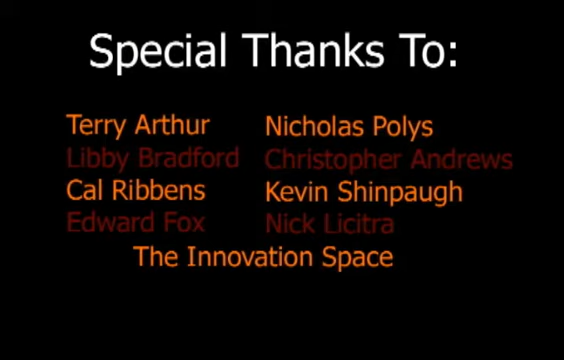 Special Thanks To:
Terry Arthur Nicholas Polys
Libby Bradford Christopher Andrews
Cal Ribbens Kevin Shinpaugh
Edward Fox Nick Licitra
The Innovation Space